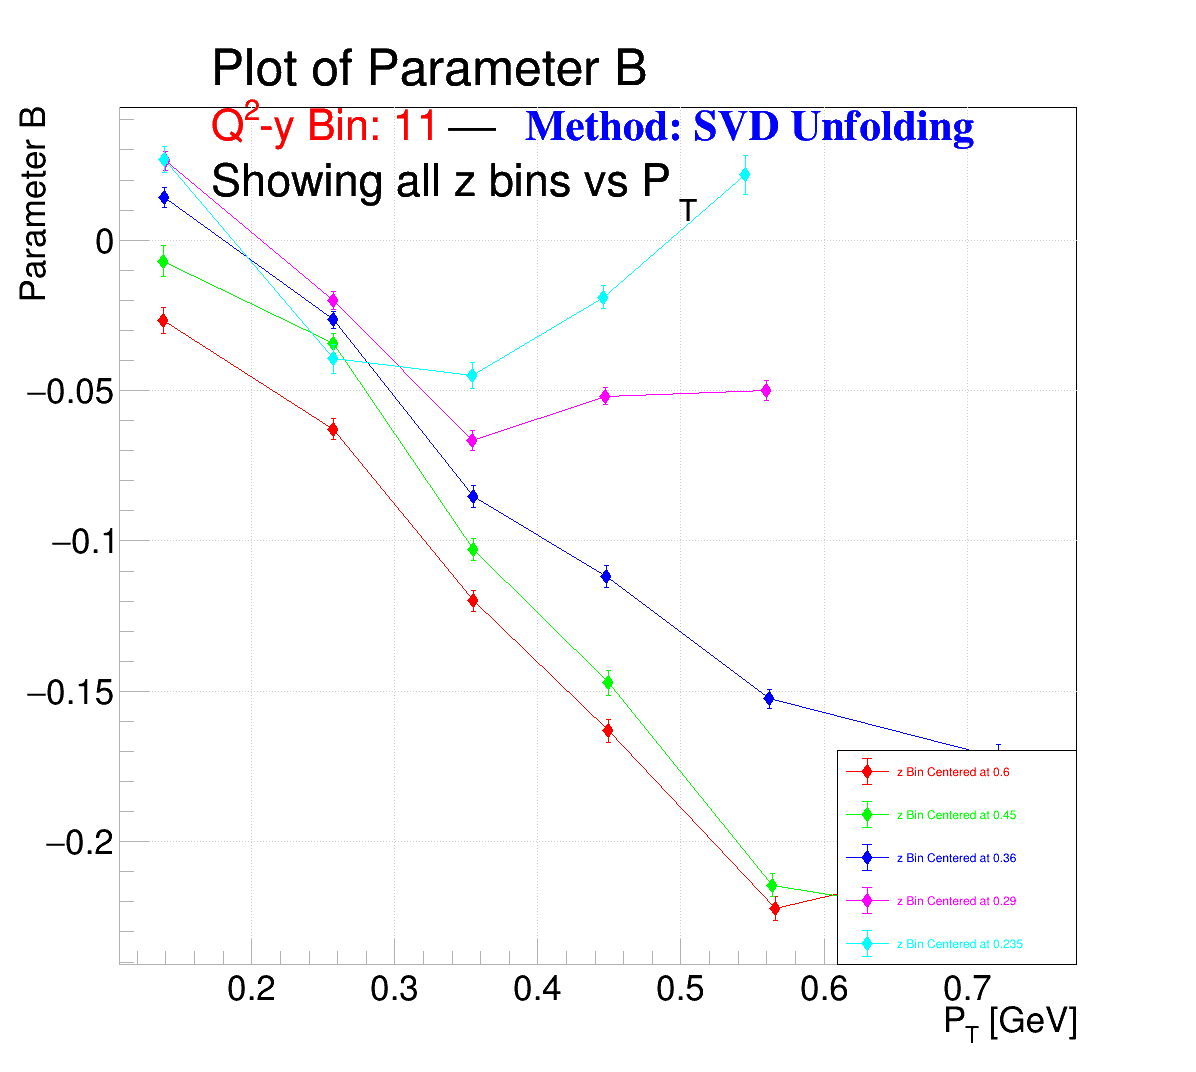 Plot of Parameter B
Q²-y Bin: 11 — Method: SVD Unfolding
Showing all z bins vs P_T
Parameter B
0
−0.05
−0.1
−0.15
−0.2
z Bin Centered at 0.6
z Bin Centered at 0.45
z Bin Centered at 0.36
z Bin Centered at 0.29
z Bin Centered at 0.235
0.2 0.3 0.4 0.5 0.6 0.7
P_T [GeV]